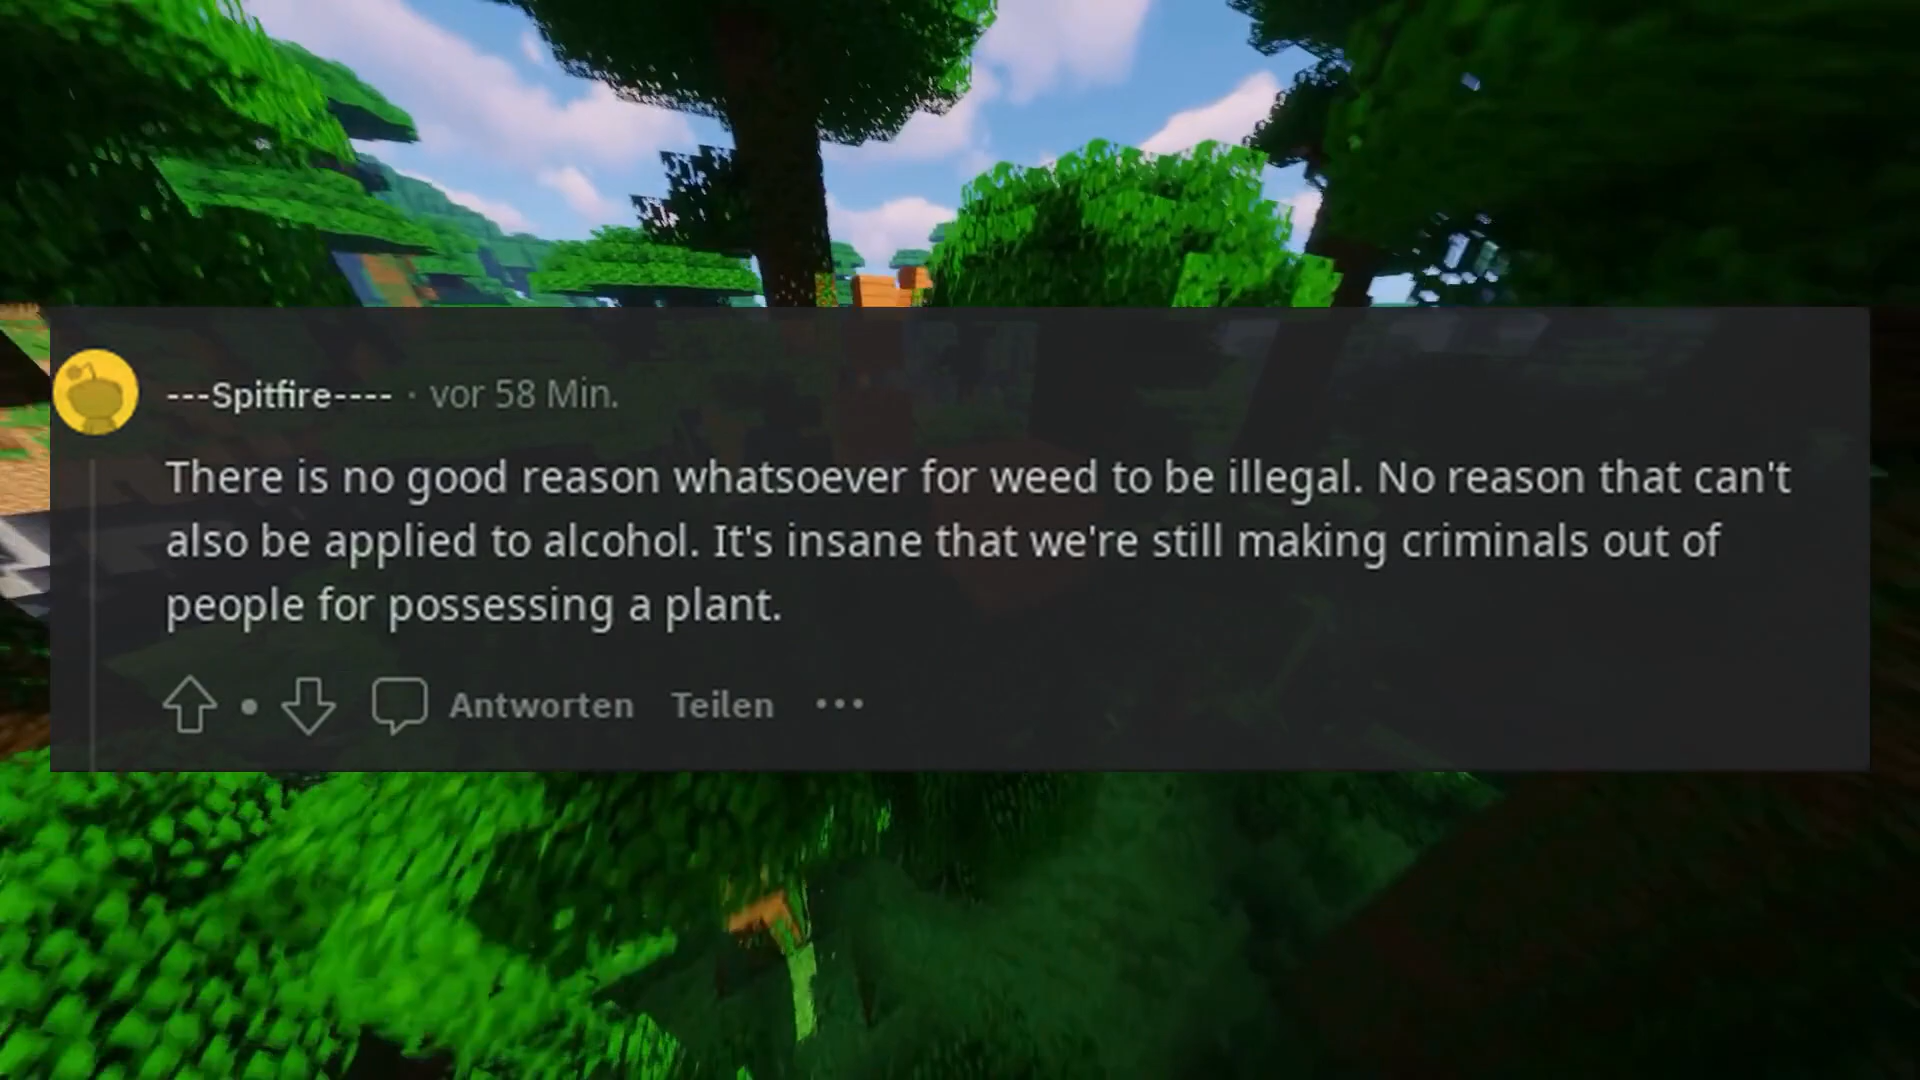 ---Spitfire---- · vor 58 Min.
There is no good reason whatsoever for weed to be illegal. No reason that can't
also be applied to alcohol. It's insane that we're still making criminals out of
people for possessing a plant.
Antworten Teilen